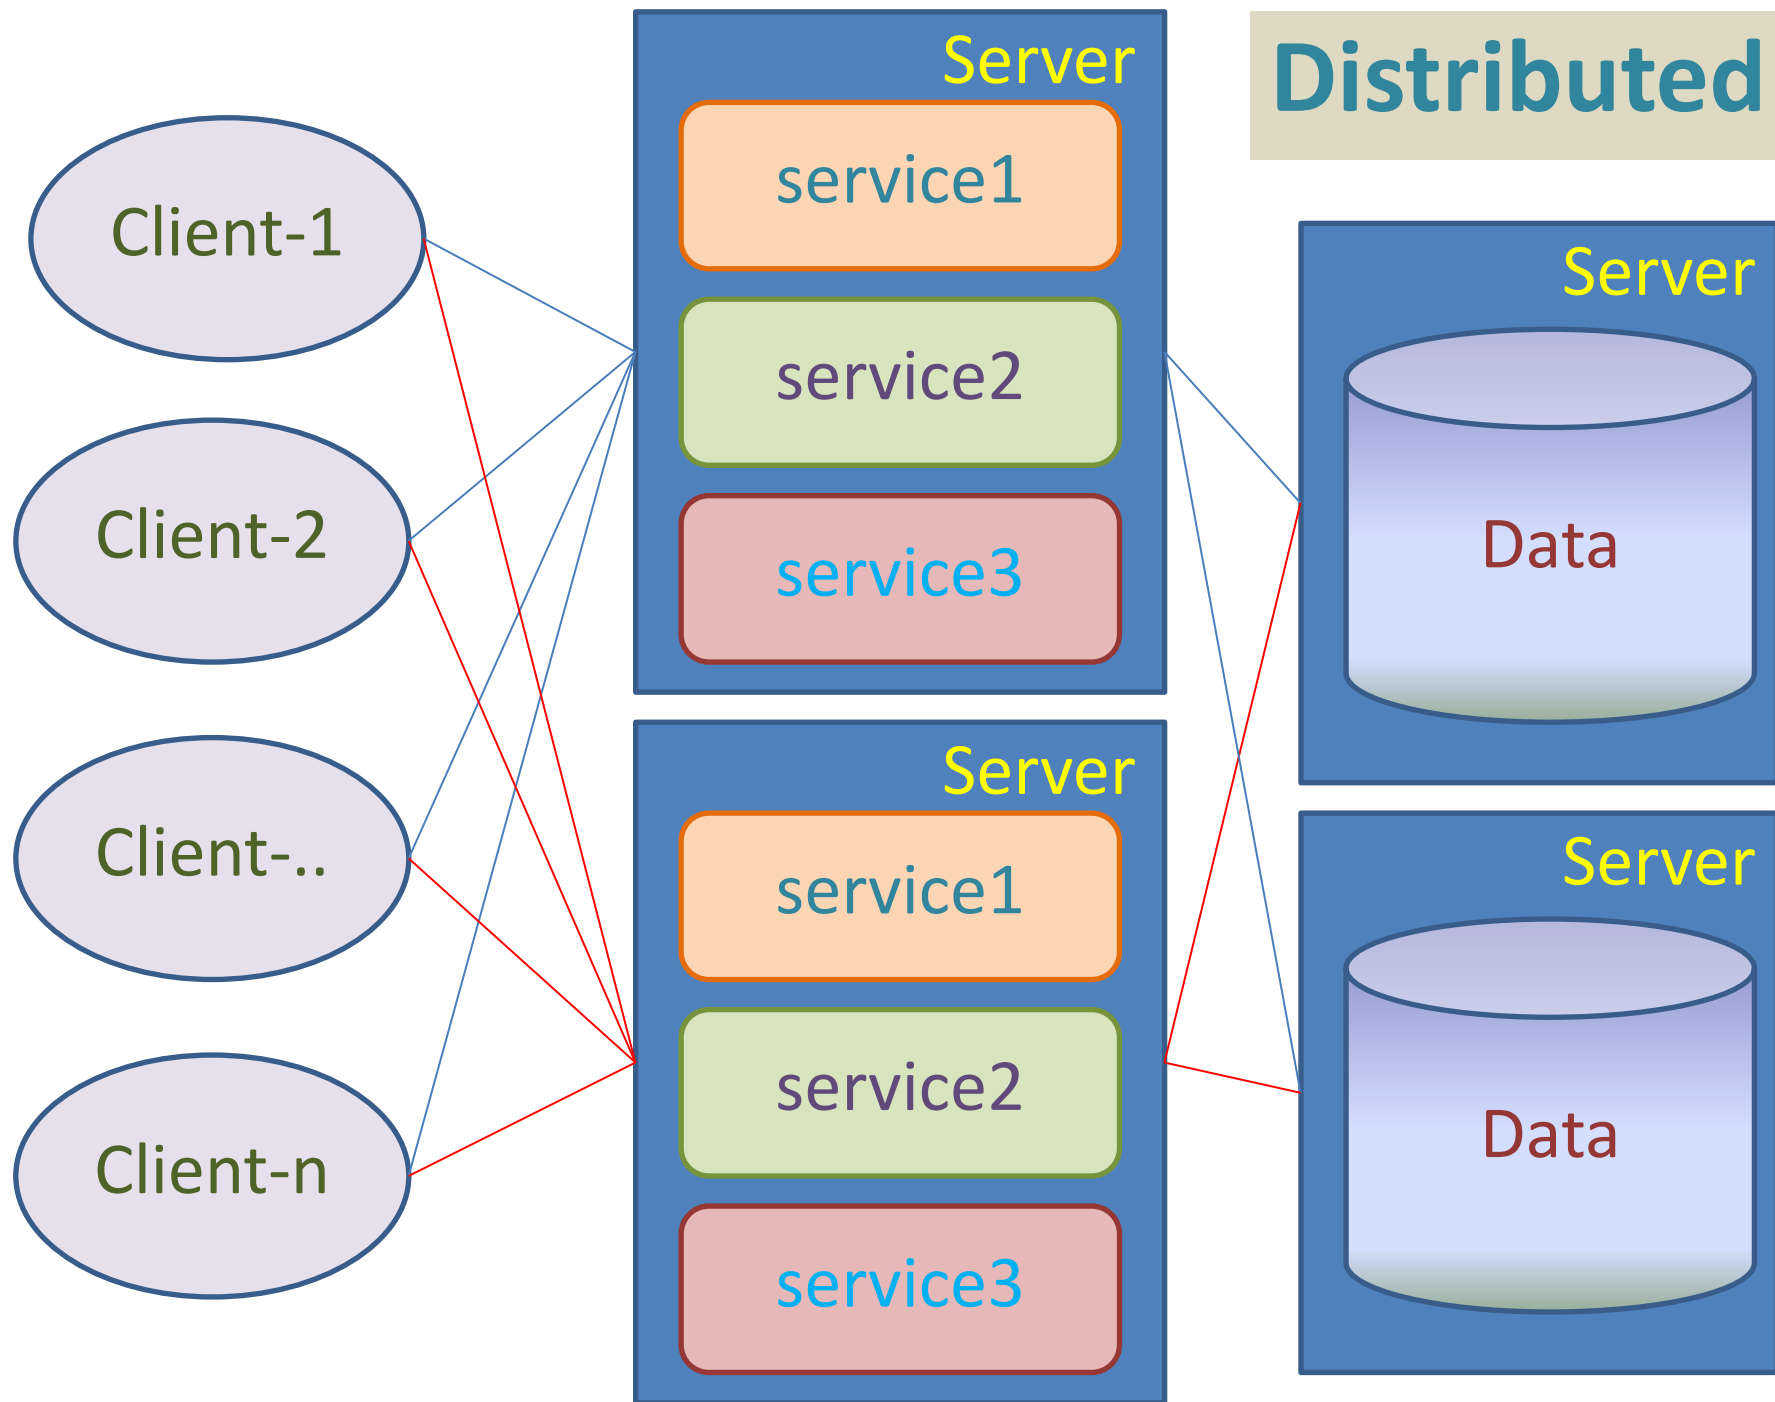 Distributed
Client-1
Client-2
Client-..
Client-n
Server
service1
service2
service3
Server
service1
service2
service3
Server
Data
Server
Data